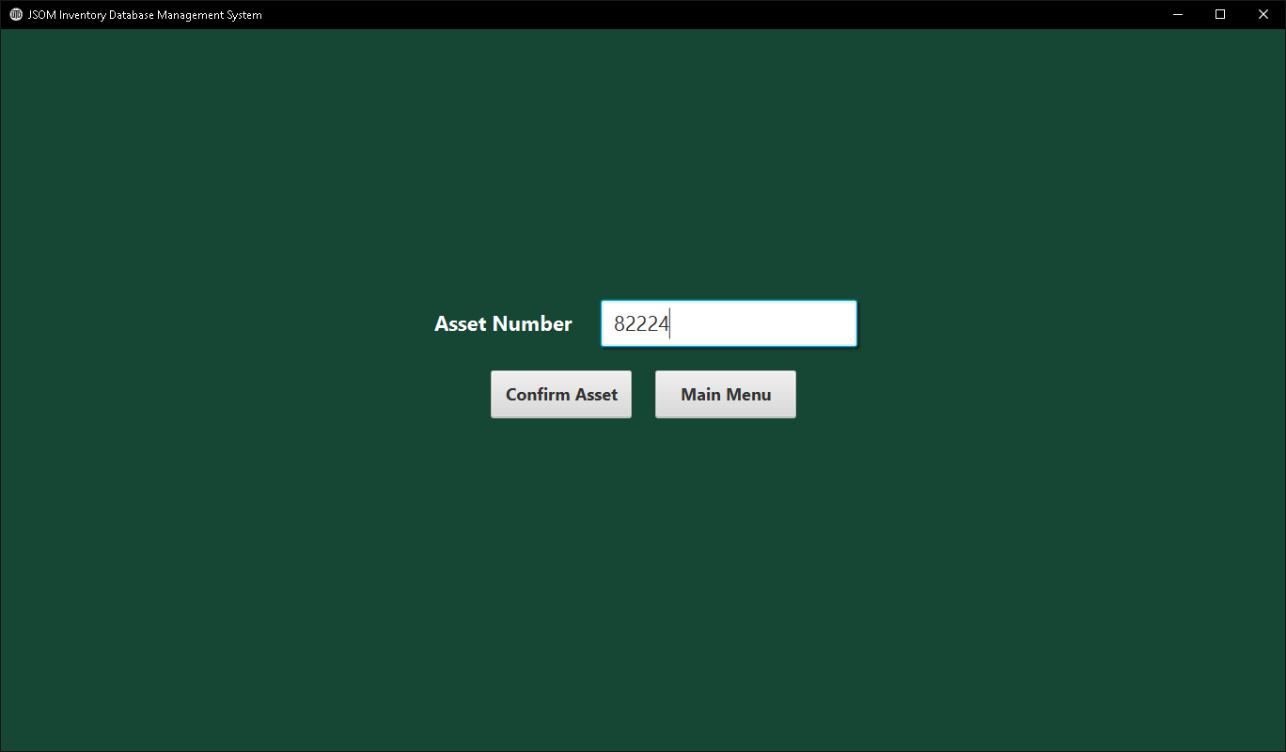 JSOM Inventory Database Management System
Asset Number 82224
Confirm Asset Main Menu